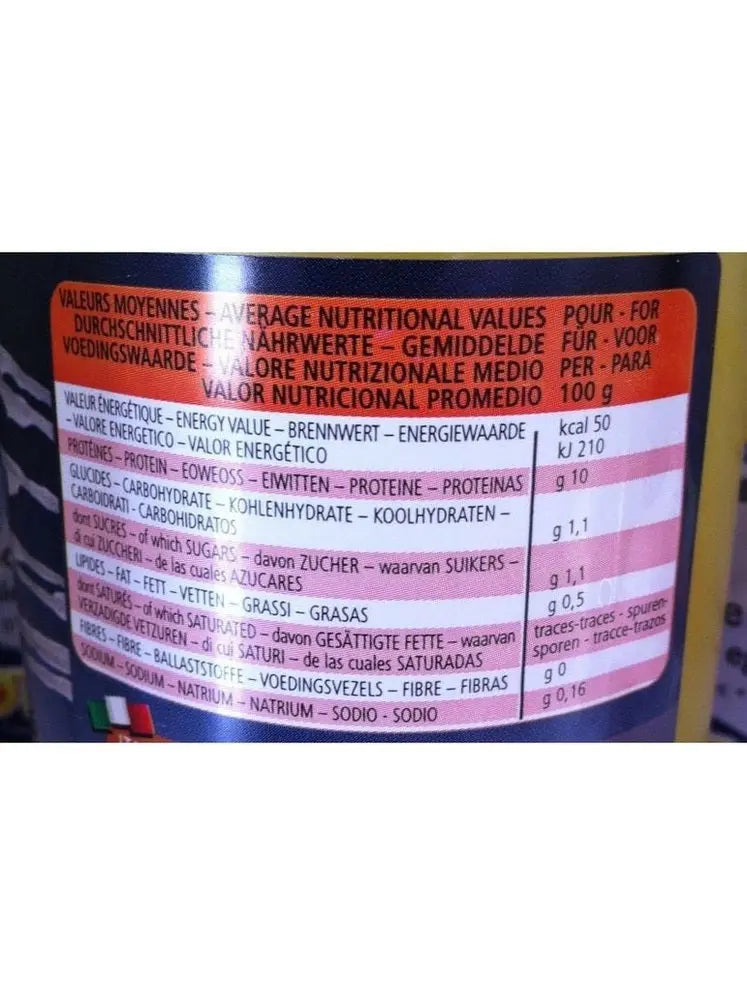 VALEURS MOYENNES – AVERAGE NUTRITIONAL VALUES POUR - FOR
DURCHSCHNITTLICHE NÄHRWERTE – GEMIDDELDE FÜR - VOOR
VOEDINGSWAARDE – VALORE NUTRIZIONALE MEDIO PER - PARA
VALOR NUTRICIONAL PROMEDIO 100 g
VALEUR ÉNERGÉTIQUE – ENERGY VALUE – BRENNWERT – ENERGIEWAARDE kcal 50
– VALORE ENERGETICO – VALOR ENERGÉTICO kJ 210
PROTÉINES – PROTEIN – EOWEOSS – EIWITTEN – PROTEINE – PROTEINAS g 10
GLUCIDES – CARBOHYDRATE – KOHLENHYDRATE – KOOLHYDRATEN –
CARBOIDRATI - CARBOHIDRATOS g 1,1
dont SUCRES – of which SUGARS – davon ZUCHER – waarvan SUIKERS –
di cui ZUCCHERI – de las cuales AZUCARES g 1,1
LIPIDES – FAT – FETT – VETTEN – GRASSI – GRASAS g 0,5
dont SATURÉS – of which SATURATED – davon GESÄTTIGTE FETTE – waarvan traces-traces - spuren-
VERZADIGDE VETZUREN – di cui SATURI – de las cuales SATURADAS sporen - tracce-trazos
FIBRES – FIBRE – BALLASTSTOFFE – VOEDINGSVEZELS – FIBRE – FIBRAS g 0
SODIUM – SODIUM – NATRIUM – NATRIUM – SODIO - SODIO g 0,16